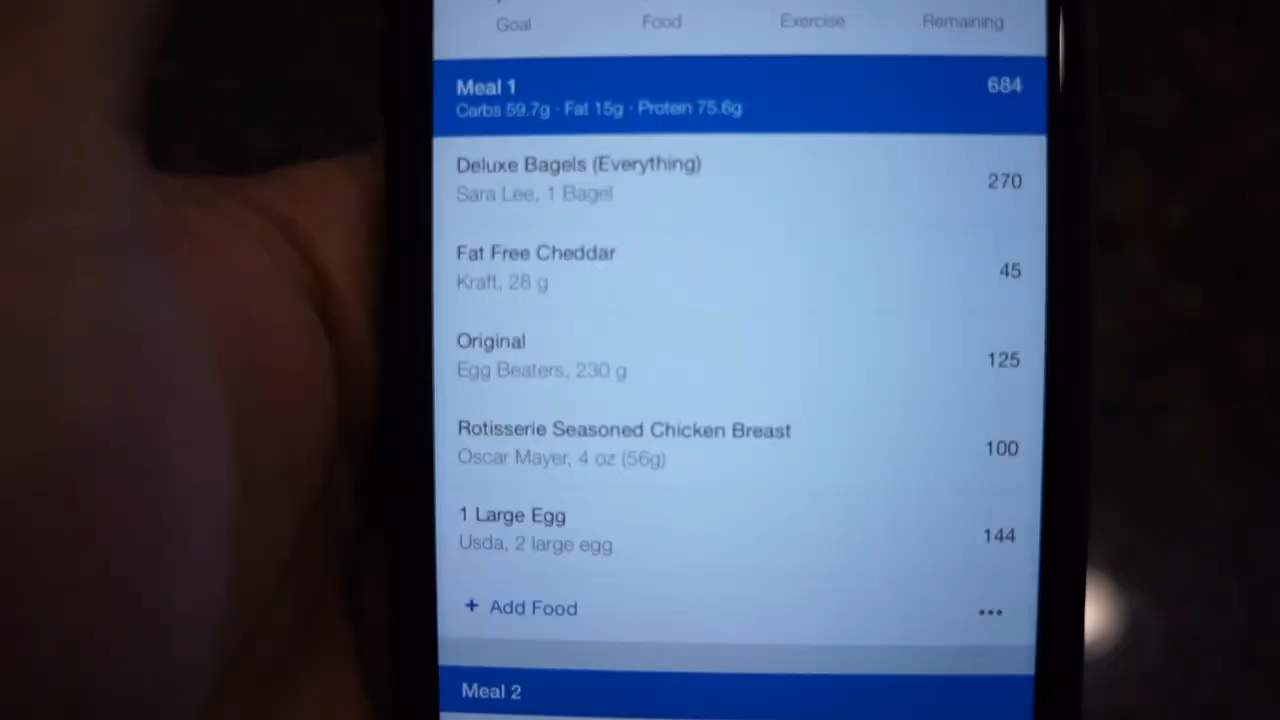 Goal Food Exercise Remaining
Meal 1 684
Carbs 59.7g · Fat 15g · Protein 75.6g
Deluxe Bagels (Everything) 270
Sara Lee, 1 Bagel
Fat Free Cheddar 45
Kraft, 28 g
Original 125
Egg Beaters, 230 g
Rotisserie Seasoned Chicken Breast 100
Oscar Mayer, 4 oz (56g)
1 Large Egg 144
Usda, 2 large egg
+ Add Food •••
Meal 2